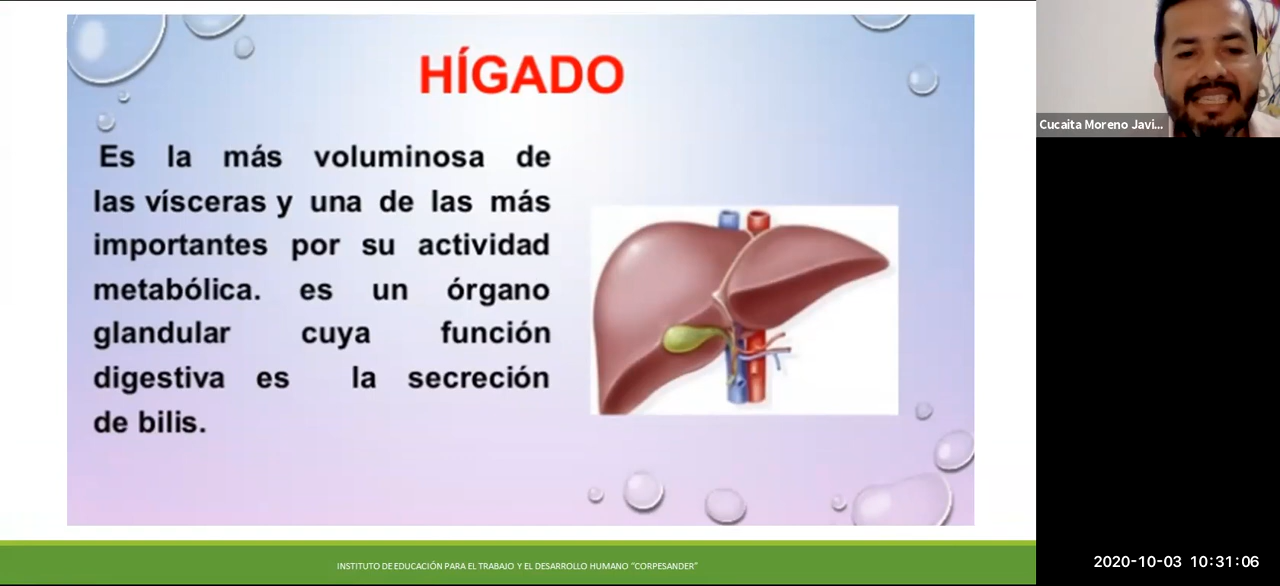 HÍGADO
Es la más voluminosa de
las vísceras y una de las más
importantes por su actividad
metabólica. es un órgano
glandular cuya función
digestiva es la secreción
de bilis.
Cucaita Moreno Javi...
INSTITUTO DE EDUCACIÓN PARA EL TRABAJO Y EL DESARROLLO HUMANO "CORPESANDER"
2020-10-03 10:31:06